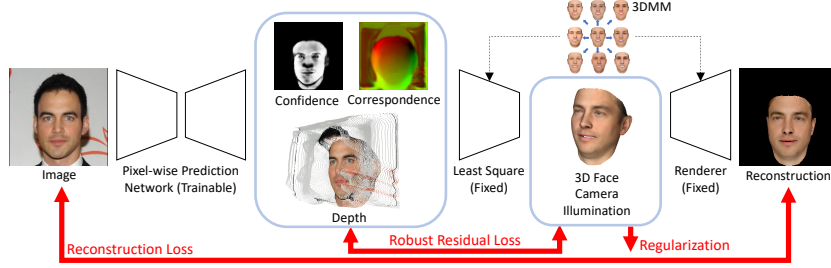 3DMM
Confidence
Correspondence
Image
Pixel-wise Prediction
Network (Trainable)
Depth
Least Square
(Fixed)
3D Face
Camera
Illumination
Renderer
(Fixed)
Reconstruction
Reconstruction Loss
Robust Residual Loss
Regularization